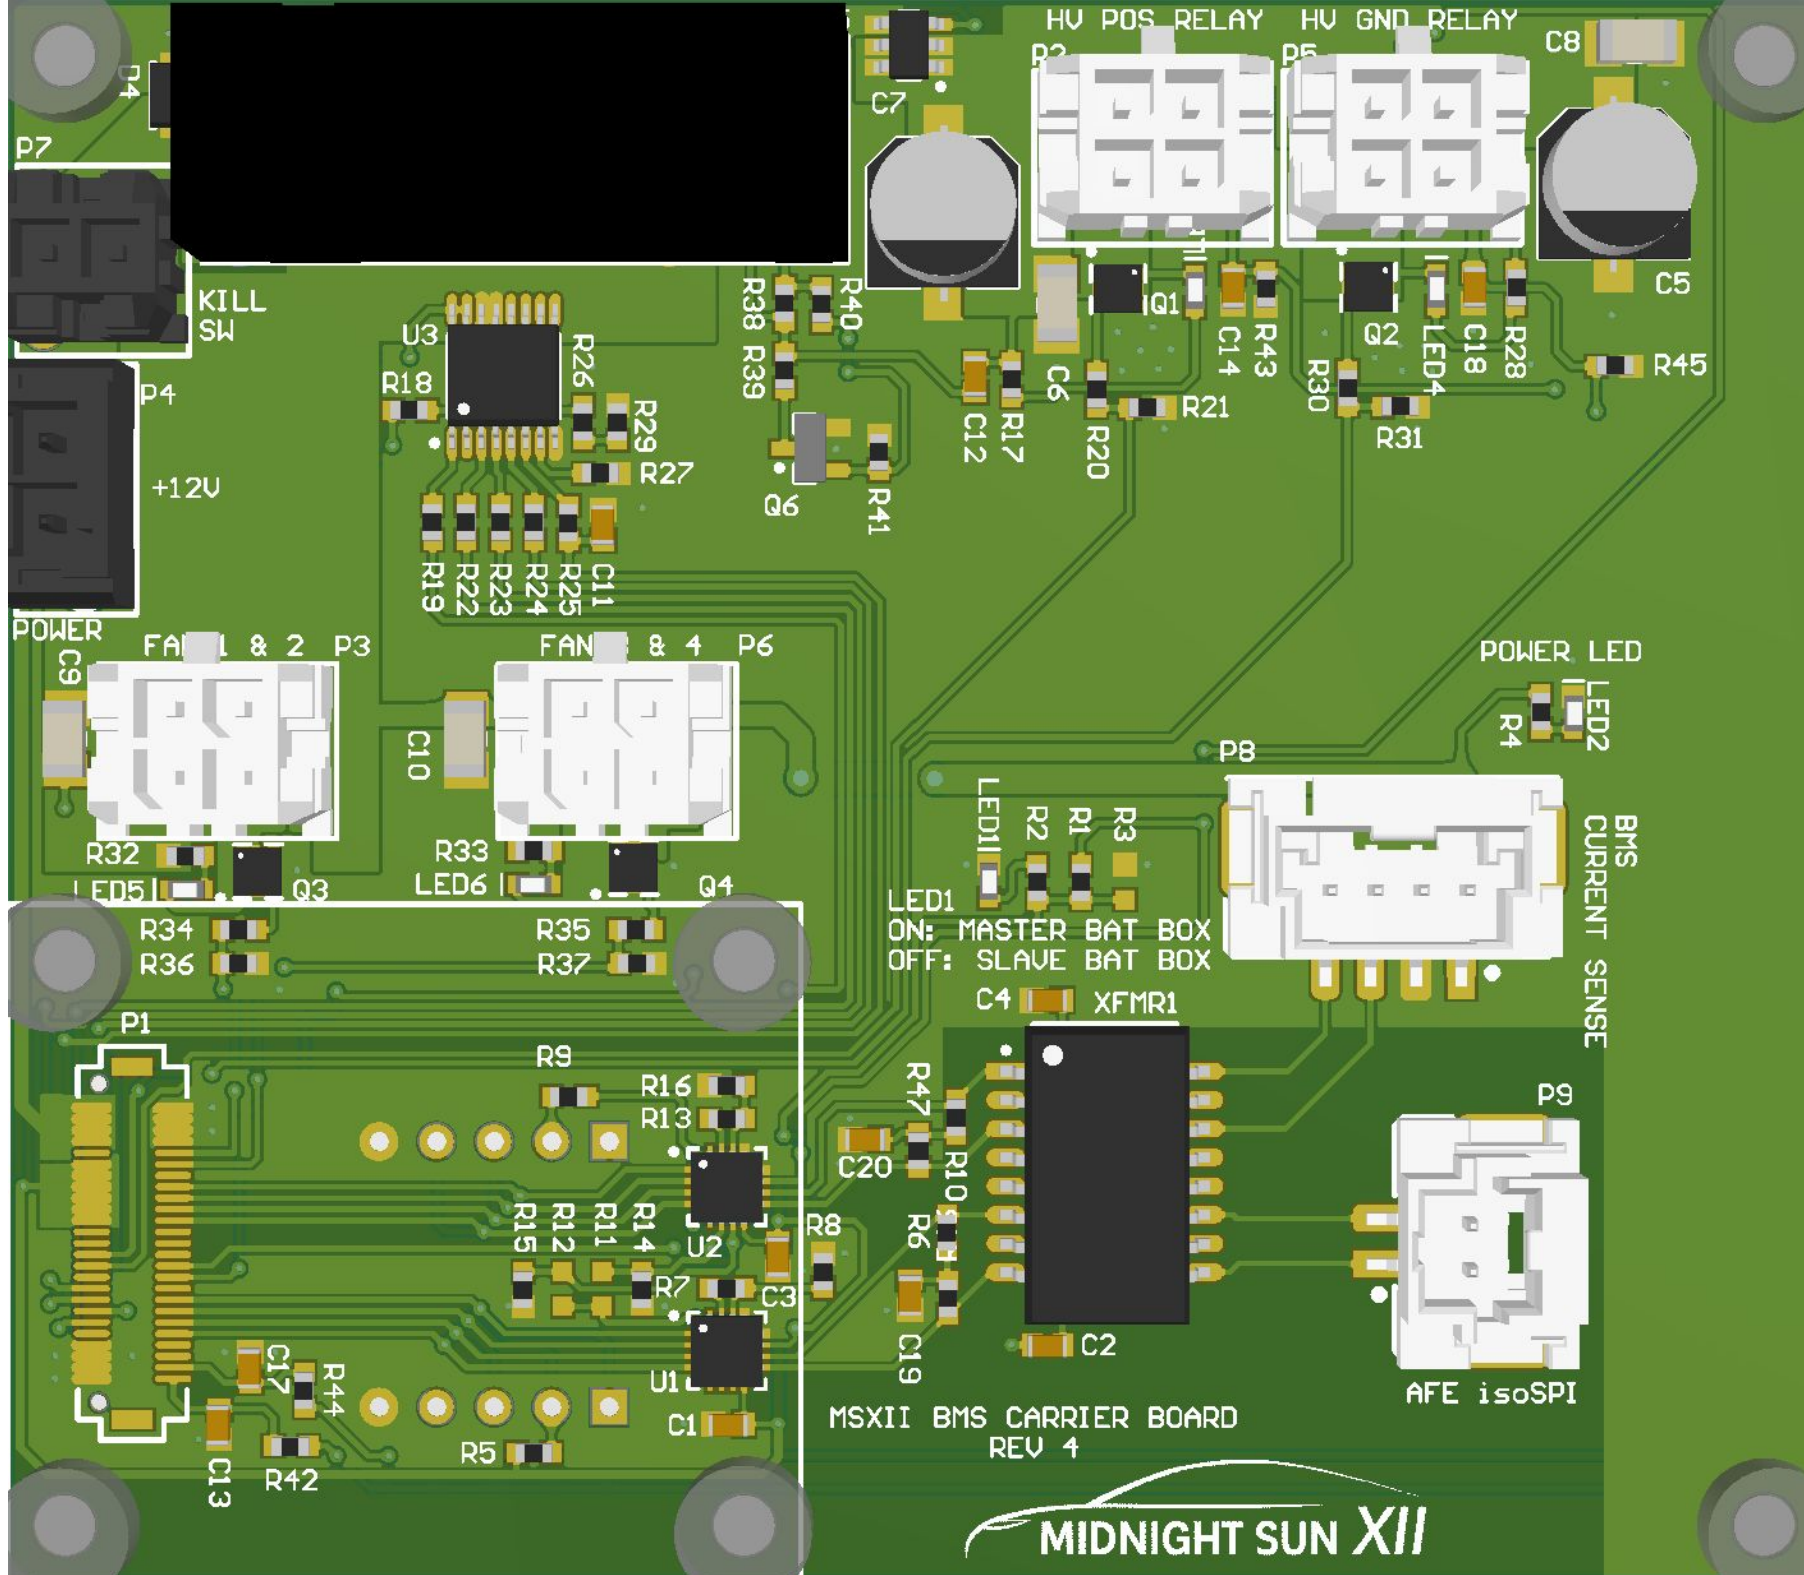 HV POS RELAY
HV GND RELAY
C8
D4
C7
P5
P7
KILL
SW
U3
R38
R40
Q1
Q2
C5
R18
R26
R29
R39
C6
C14
R43
R30
LED4
C18
R28
R45
P4
+12V
R27
Q6
R41
C12
R17
R20
R21
R31
R19
R22
R23
R24
R25
C11
POWER
& 2
P3
& 4
P6
C9
C10
POWER LED
R4
LED2
P8
LED1
R2
R1
R3
BMS
CURRENT SENSE
R32
LED5
Q3
R33
LED6
Q4
LED1
ON: MASTER BAT BOX
OFF: SLAVE BAT BOX
R34
R36
R35
R37
C4
XFMR1
P1
R9
R16
R13
R47
C20
R10
P9
R15
R12
R11
R14
U2
R8
R6
R7
C3
C19
C2
U1
C17
R44
C13
R42
R5
C1
AFE isoSPI
MSXII BMS CARRIER BOARD
REV 4
MIDNIGHT SUN XII